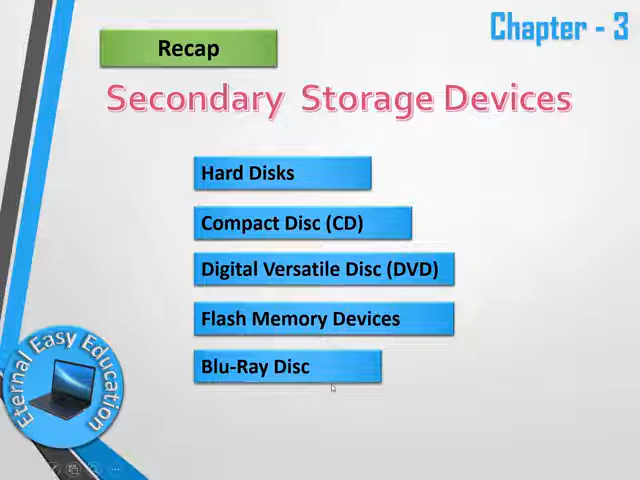 Chapter - 3
Recap
Secondary Storage Devices
Hard Disks
Compact Disc (CD)
Digital Versatile Disc (DVD)
Flash Memory Devices
Blu-Ray Disc
Eternal Easy Education